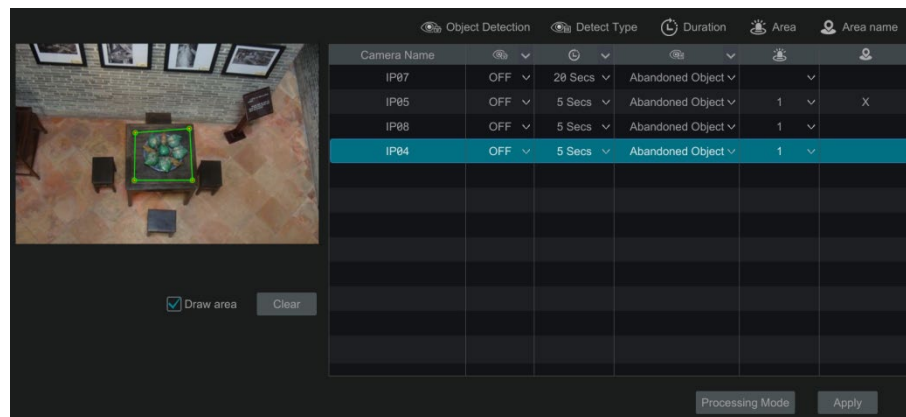 Object Detection Detect Type Duration Area Area name
Camera Name
IP07 OFF 20 Secs Abandoned Object
IP05 OFF 5 Secs Abandoned Object 1 X
IP08 OFF 5 Secs Abandoned Object 1
IP04 OFF 5 Secs Abandoned Object 1
Draw area Clear
Processing Mode Apply